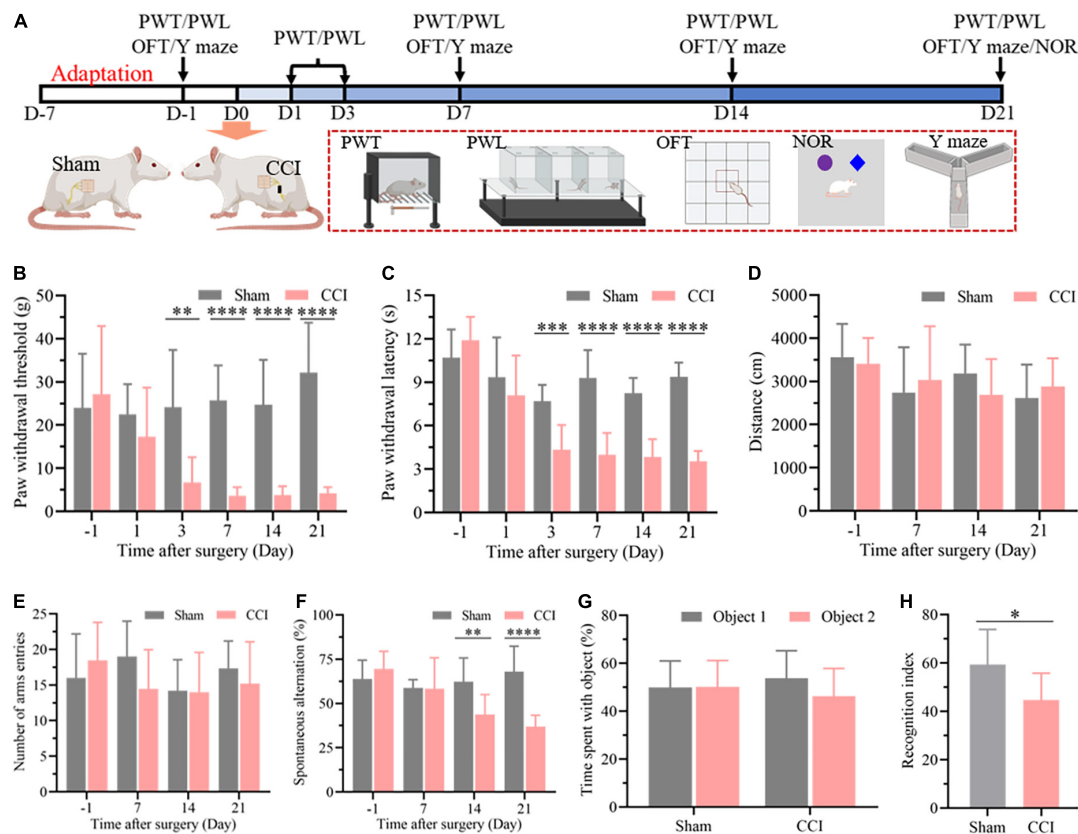 A
PWT/PWL
OFT/Y maze
PWT/PWL
PWT/PWL
OFT/Y maze
PWT/PWL
OFT/Y maze
PWT/PWL
OFT/Y maze/NOR
Adaptation
D-7 D-1 D0 D1 D3 D7 D14 D21
Sham CCI
PWT PWL OFT NOR Y maze
B
Sham CCI
** **** **** ****
Paw withdrawal threshold (g)
50
40
30
20
10
0
-1 1 3 7 14 21
Time after surgery (Day)
C
Sham CCI
*** **** **** ****
Paw withdrawal latency (s)
15
12
9
6
3
0
-1 1 3 7 14 21
Time after surgery (Day)
D
Sham CCI
Distance (cm)
5000
4000
3000
2000
1000
0
-1 7 14 21
Time after surgery (Day)
E
Sham CCI
Number of arms entries
25
20
15
10
5
0
-1 7 14 21
Time after surgery (Day)
F
Sham CCI
** ****
Spontaneous alternation (%)
100
75
50
25
0
-1 7 14 21
Time after surgery (Day)
G
Object 1 Object 2
Time spent with object (%)
80
60
40
20
0
Sham CCI
H
*
Recognition index
80
60
40
20
0
Sham CCI